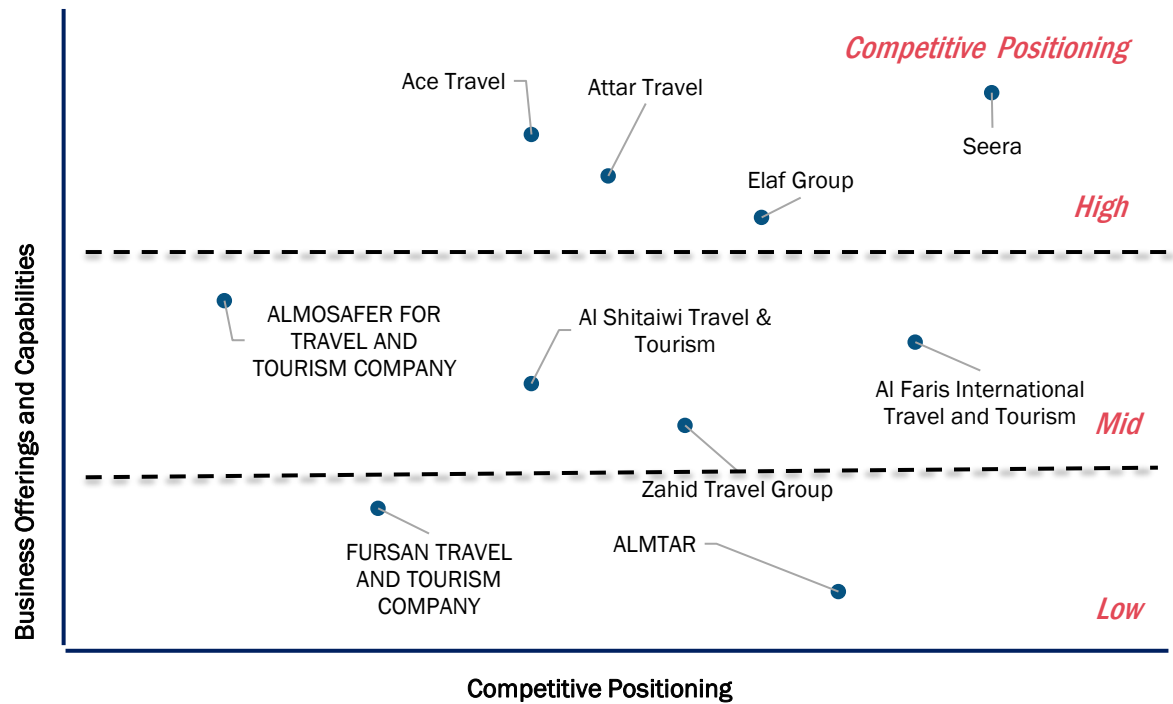 Competitive Positioning
Ace Travel
Attar Travel
Seera
Elaf Group
High
Business Offerings and Capabilities
ALMOSAFER FOR
TRAVEL AND
TOURISM COMPANY
Al Shitaiwi Travel &
Tourism
Al Faris International
Travel and Tourism
Mid
Zahid Travel Group
FURSAN TRAVEL
AND TOURISM
COMPANY
ALMTAR
Low
Competitive Positioning